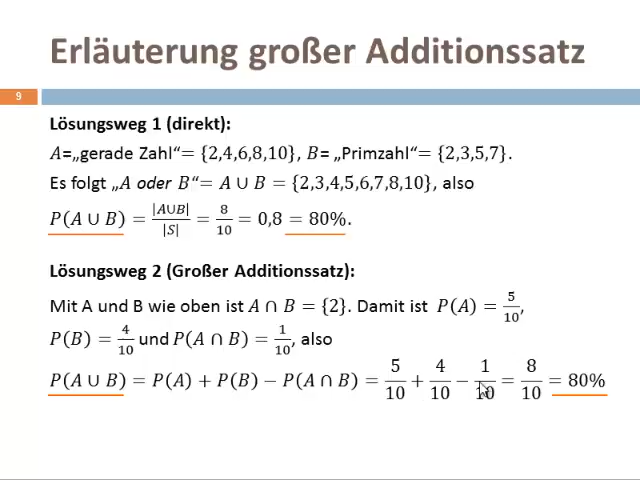 Erläuterung großer Additionssatz
9
Lösungsweg 1 (direkt):
A=„gerade Zahl“= {2,4,6,8,10}, B= „Primzahl“= {2,3,5,7}.
Es folgt „A oder B“= A ∪ B = {2,3,4,5,6,7,8,10}, also
P(A ∪ B) = |A∪B|/|S| = 8/10 = 0,8 = 80%.
Lösungsweg 2 (Großer Additionssatz):
Mit A und B wie oben ist A ∩ B = {2}. Damit ist P(A) = 5/10,
P(B) = 4/10 und P(A ∩ B) = 1/10, also
P(A ∪ B) = P(A) + P(B) − P(A ∩ B) = 5/10 + 4/10 − 1/10 = 8/10 = 80%